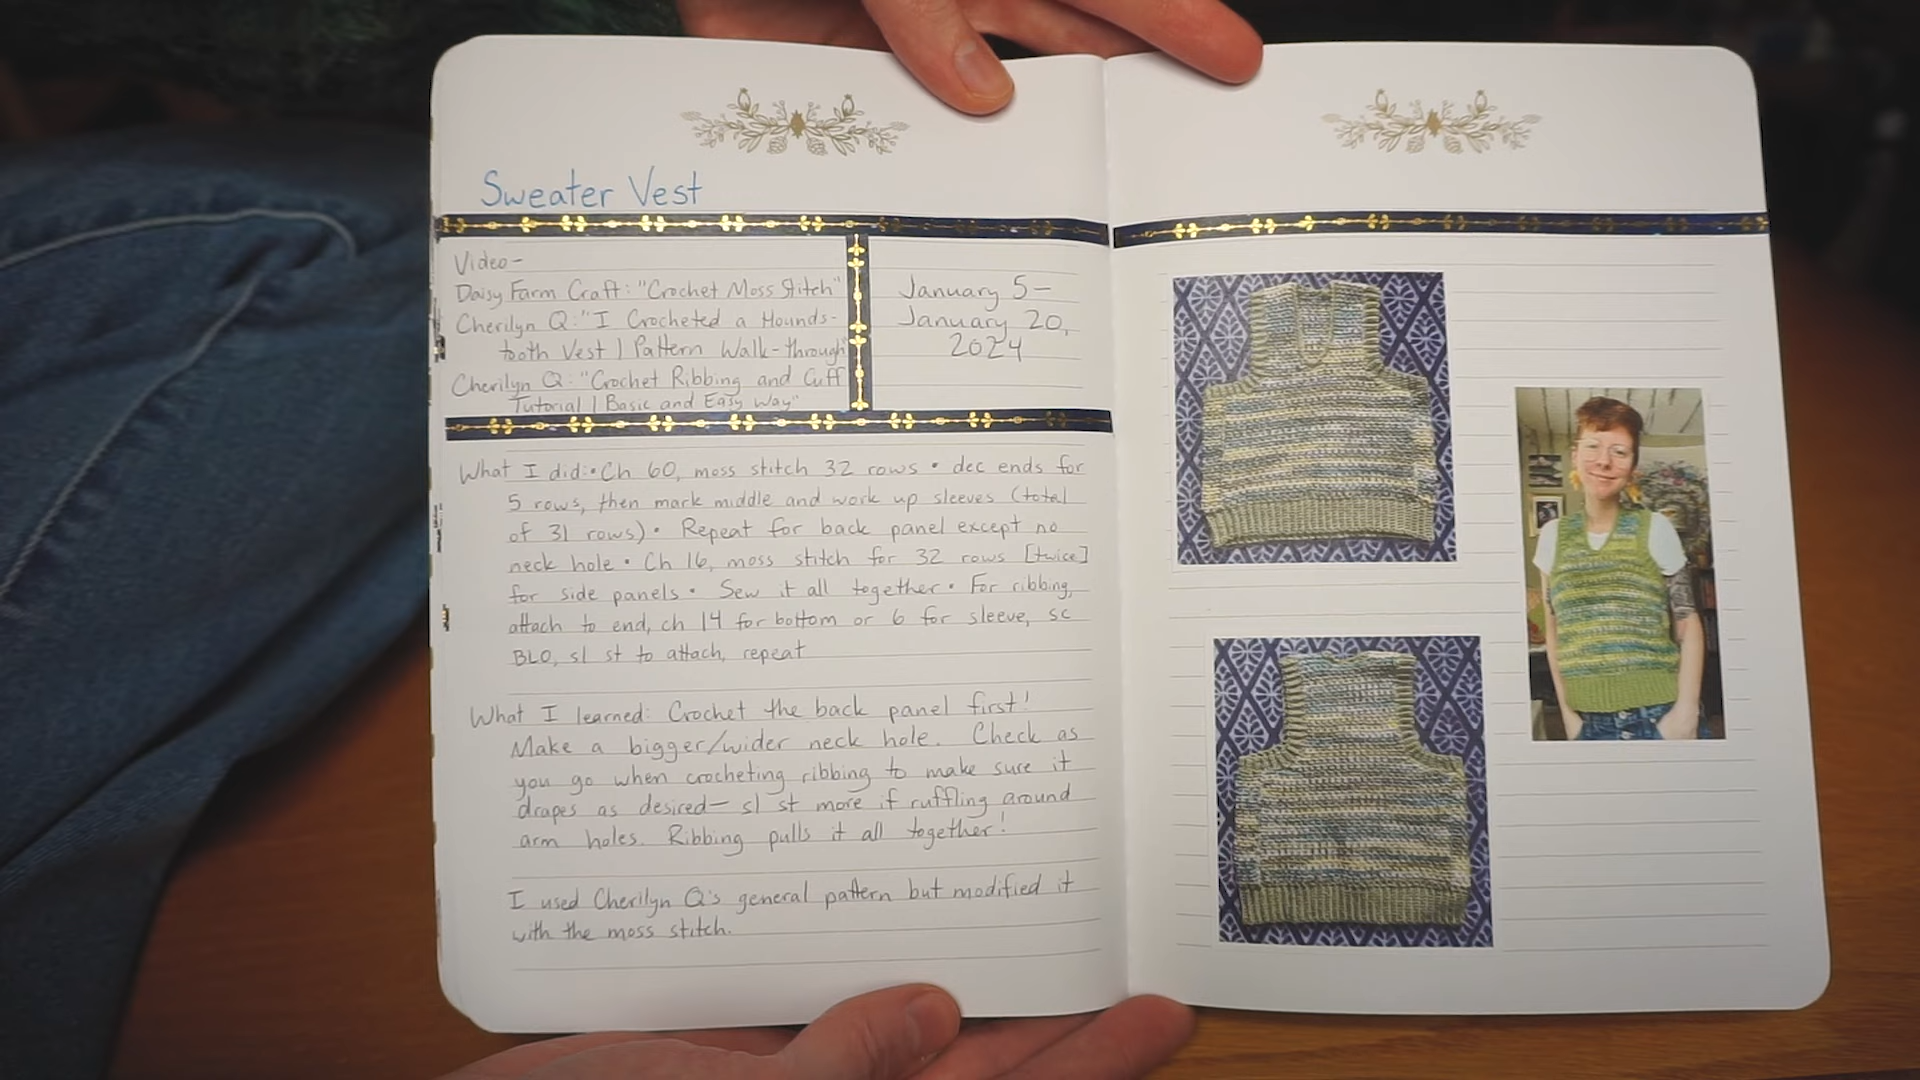 Sweater Vest
Video-
Daisy Farm Craft: "Crochet Moss Stitch"
Cherilyn Q: "I Crocheted a Hounds-
tooth Vest | Pattern Walk-through"
Cherilyn Q: "Crochet Ribbing and Cuff
Tutorial | Basic and Easy Way"
January 5-
January 20,
2024
What I did: • Ch 60, moss stitch 32 rows • dec ends for
5 rows, then mark middle and work up sleeves (total
of 31 rows) • Repeat for back panel except no
neck hole • Ch 16, moss stitch for 32 rows [twice]
for side panels • Sew it all together • For ribbing,
attach to end, ch 14 for bottom or 6 for sleeve, sc
BLO, sl st to attach, repeat
What I learned: Crochet the back panel first!
Make a bigger/wider neck hole. Check as
you go when crocheting ribbing to make sure it
drapes as desired— sl st more if ruffling around
arm holes. Ribbing pulls it all together!
I used Cherilyn Q's general pattern but modified it
with the moss stitch.